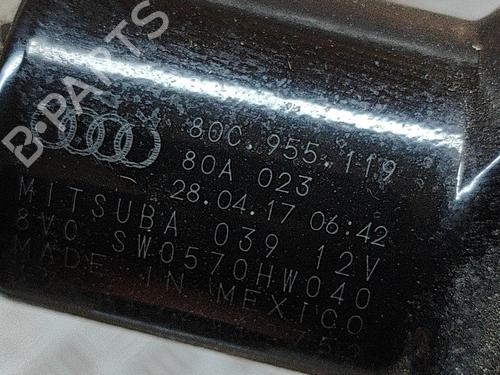 B-PARTS
80C.955.119
80A 023
28.04.17 06:42
MITSUBA 039 12V
8VC SW0570HW040
MADE IN MEXICO